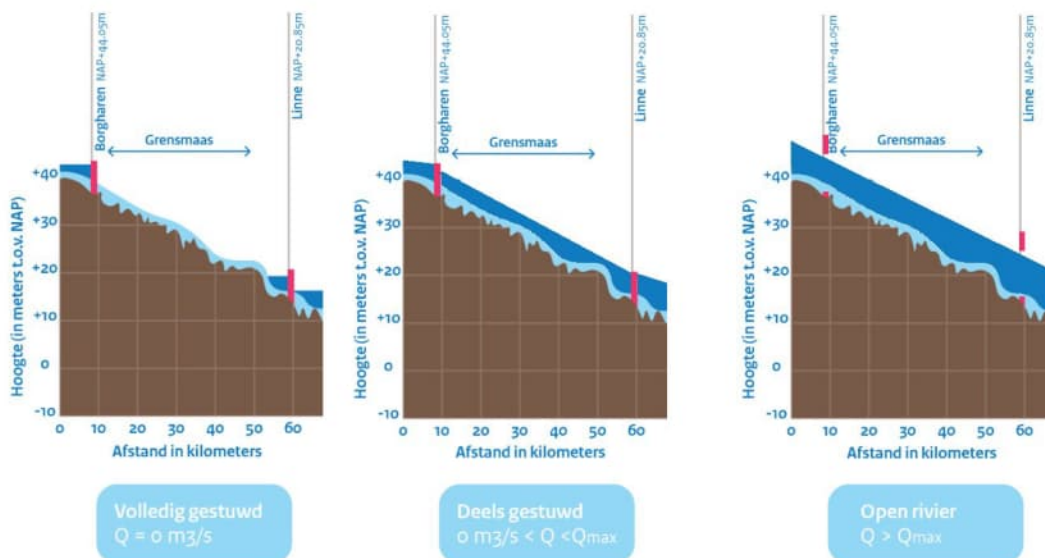 Borgharen NAP+44.05m
Linne NAP+20.85m
Grensmaas
Hoogte (in meters t.o.v. NAP)
+40
+30
+20
+10
0
-10
0 10 20 30 40 50 60
Afstand in kilometers
Volledig gestuwd
Q = 0 m3/s
Borgharen NAP+44.05m
Linne NAP+20.85m
Grensmaas
Hoogte (in meters t.o.v. NAP)
+40
+30
+20
+10
0
-10
0 10 20 30 40 50 60
Afstand in kilometers
Deels gestuwd
0 m3/s < Q <Qmax
Borgharen NAP+44.05m
Linne NAP+20.85m
Grensmaas
Hoogte (in meters t.o.v. NAP)
+40
+30
+20
+10
0
-10
0 10 20 30 40 50 60
Afstand in kilometers
Open rivier
Q > Qmax